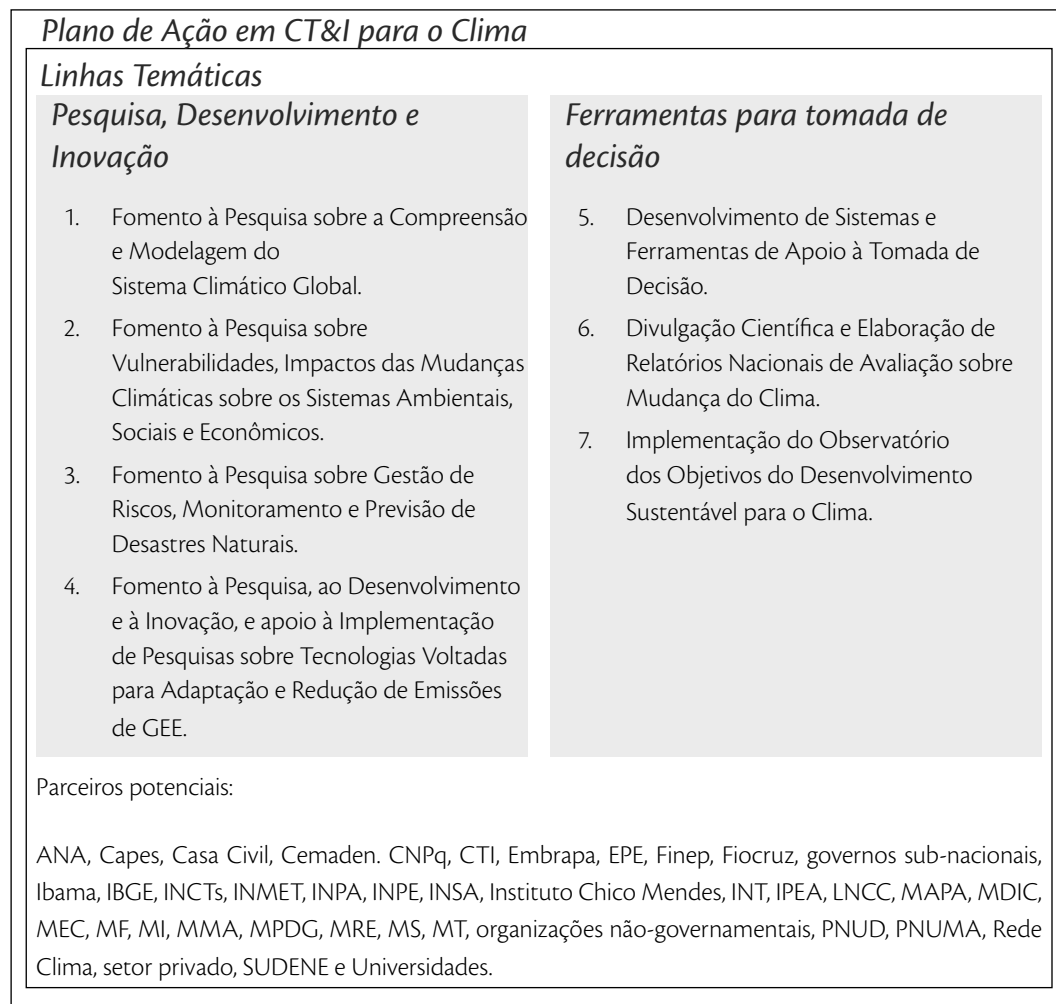 Plano de Ação em CT&I para o Clima
Linhas Temáticas
Pesquisa, Desenvolvimento e
Inovação
1. Fomento à Pesquisa sobre a Compreensão
e Modelagem do
Sistema Climático Global.
2. Fomento à Pesquisa sobre
Vulnerabilidades, Impactos das Mudanças
Climáticas sobre os Sistemas Ambientais,
Sociais e Econômicos.
3. Fomento à Pesquisa sobre Gestão de
Riscos, Monitoramento e Previsão de
Desastres Naturais.
4. Fomento à Pesquisa, ao Desenvolvimento
e à Inovação, e apoio à Implementação
de Pesquisas sobre Tecnologias Voltadas
para Adaptação e Redução de Emissões
de GEE.
Ferramentas para tomada de
decisão
5. Desenvolvimento de Sistemas e
Ferramentas de Apoio à Tomada de
Decisão.
6. Divulgação Científica e Elaboração de
Relatórios Nacionais de Avaliação sobre
Mudança do Clima.
7. Implementação do Observatório
dos Objetivos do Desenvolvimento
Sustentável para o Clima.
Parceiros potenciais:
ANA, Capes, Casa Civil, Cemaden. CNPq, CTI, Embrapa, EPE, Finep, Fiocruz, governos sub-nacionais,
Ibama, IBGE, INCTs, INMET, INPA, INPE, INSA, Instituto Chico Mendes, INT, IPEA, LNCC, MAPA, MDIC,
MEC, MF, MI, MMA, MPDG, MRE, MS, MT, organizações não-governamentais, PNUD, PNUMA, Rede
Clima, setor privado, SUDENE e Universidades.